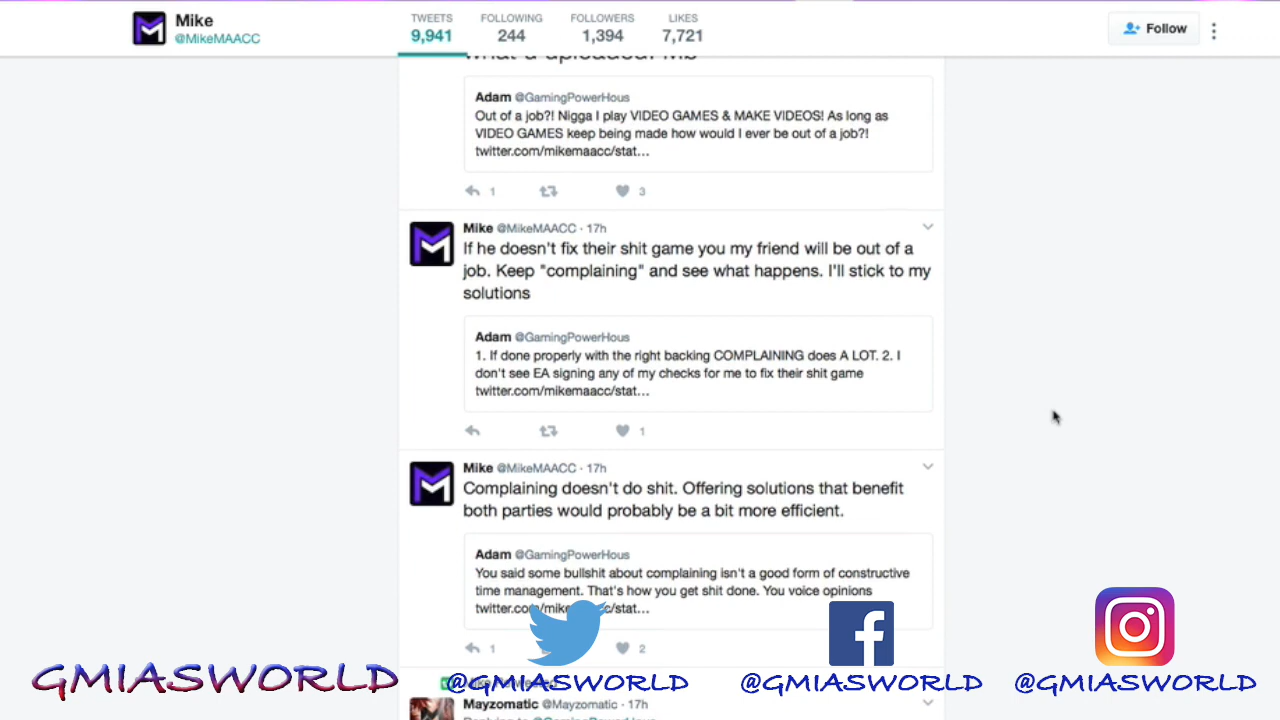 Mike
@MikeMAACC
TWEETS
9,941
FOLLOWING
244
FOLLOWERS
1,394
LIKES
7,721
Follow
what u uploaded. Mb
Adam @GamingPowerHous
Out of a job?! Nigga I play VIDEO GAMES & MAKE VIDEOS! As long as
VIDEO GAMES keep being made how would I ever be out of a job?!
twitter.com/mikemaacc/stat...
1
3
Mike @MikeMAACC · 17h
If he doesn't fix their shit game you my friend will be out of a
job. Keep "complaining" and see what happens. I'll stick to my
solutions
Adam @GamingPowerHous
1. If done properly with the right backing COMPLAINING does A LOT. 2. I
don't see EA signing any of my checks for me to fix their shit game
twitter.com/mikemaacc/stat...
1
Mike @MikeMAACC · 17h
Complaining doesn't do shit. Offering solutions that benefit
both parties would probably be a bit more efficient.
Adam @GamingPowerHous
You said some bullshit about complaining isn't a good form of constructive
time management. That's how you get shit done. You voice opinions
1
2
GMIASWORLD
@GMIASWORLD
@GMIASWORLD
@GMIASWORLD
Mayzomatic @Mayzomatic · 17h